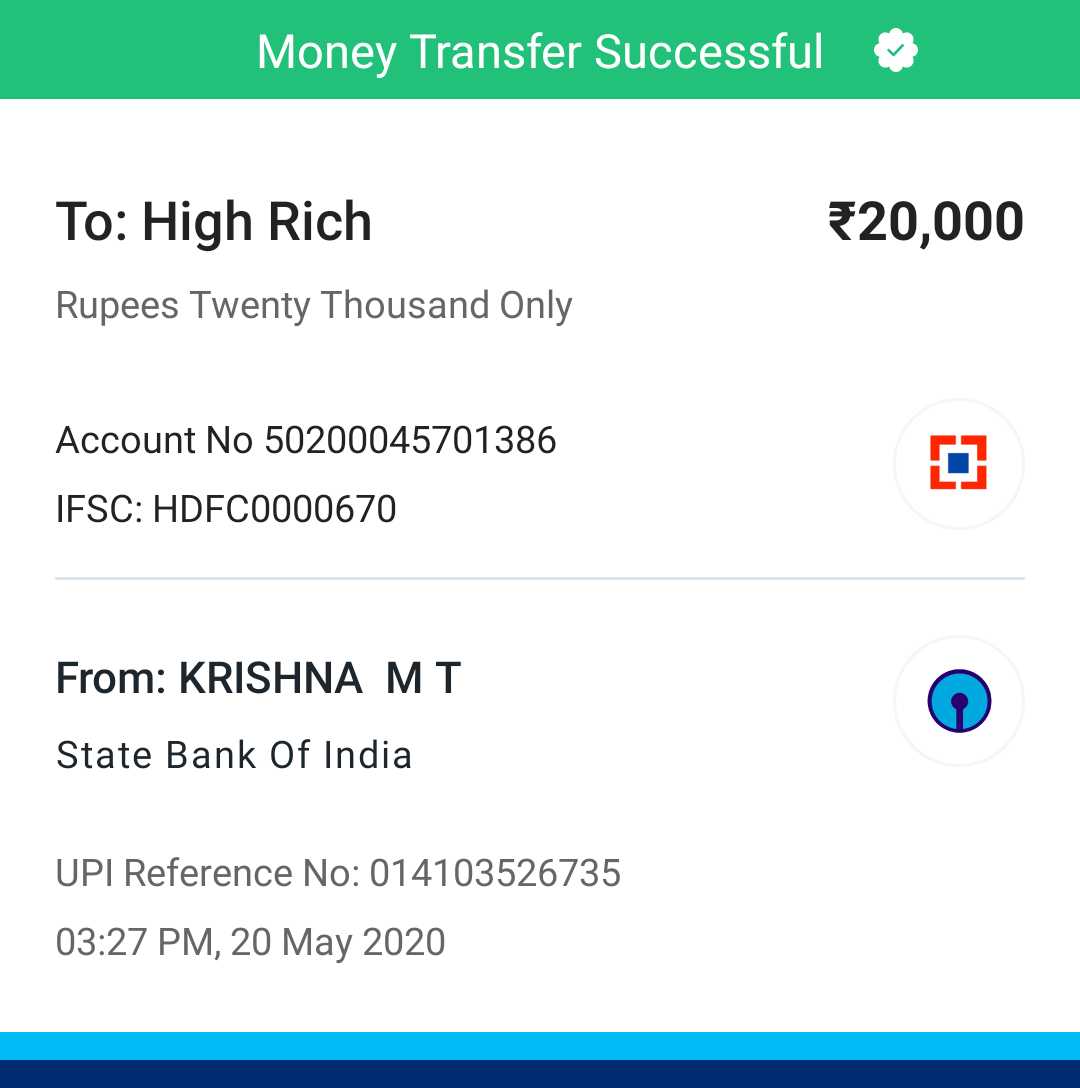 Money Transfer Successful
To: High Rich ₹20,000
Rupees Twenty Thousand Only
Account No 50200045701386
IFSC: HDFC0000670
From: KRISHNA M T
State Bank Of India
UPI Reference No: 014103526735
03:27 PM, 20 May 2020